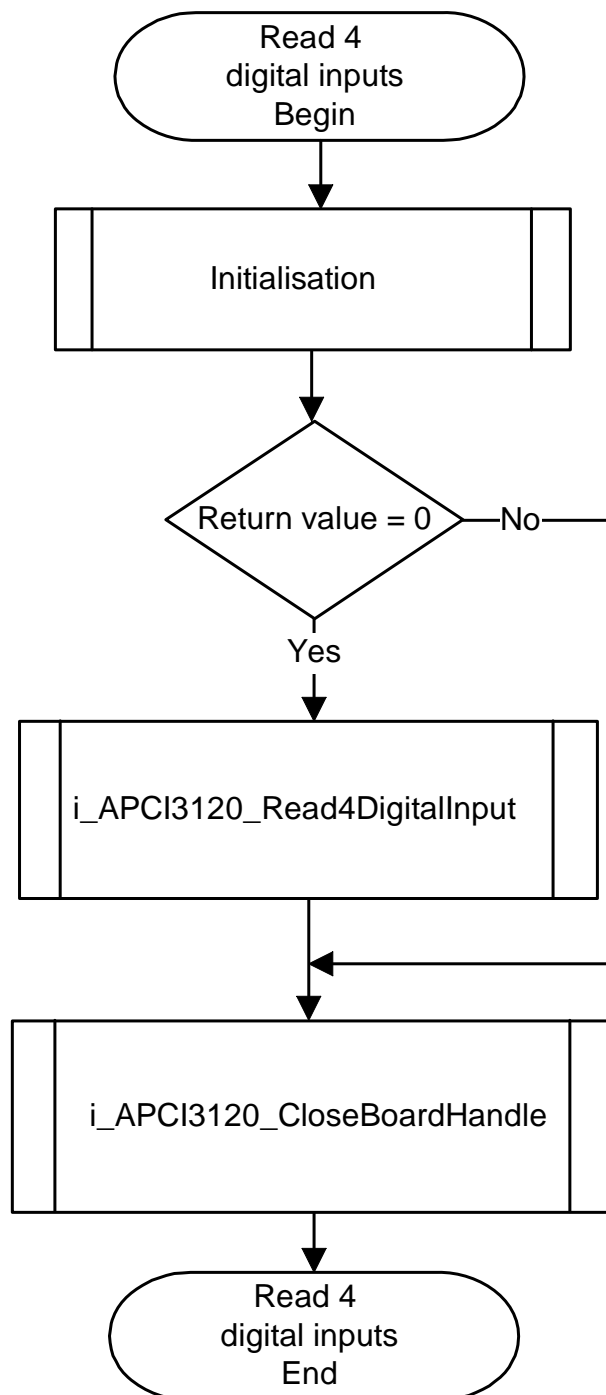 Read 4
digital inputs
Begin
Initialisation
Return value = 0
No
Yes
i_APCI3120_Read4DigitalInput
i_APCI3120_CloseBoardHandle
Read 4
digital inputs
End